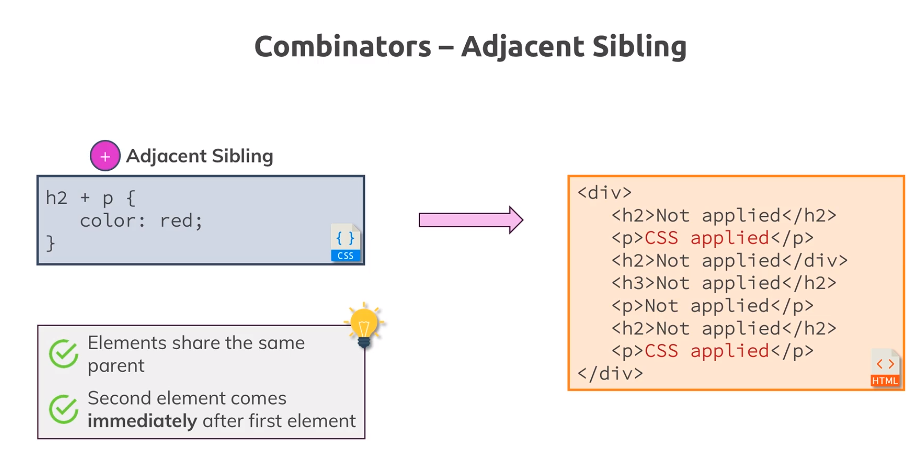 Combinators – Adjacent Sibling
+ Adjacent Sibling
h2 + p {
color: red;
}
{ }
CSS
Elements share the same
parent
Second element comes
immediately after first element
<div>
<h2>Not applied</h2>
<p>CSS applied</p>
<h2>Not applied</div>
<h3>Not applied</h2>
<p>Not applied</p>
<h2>Not applied</h2>
<p>CSS applied</p>
</div>
<>
HTML